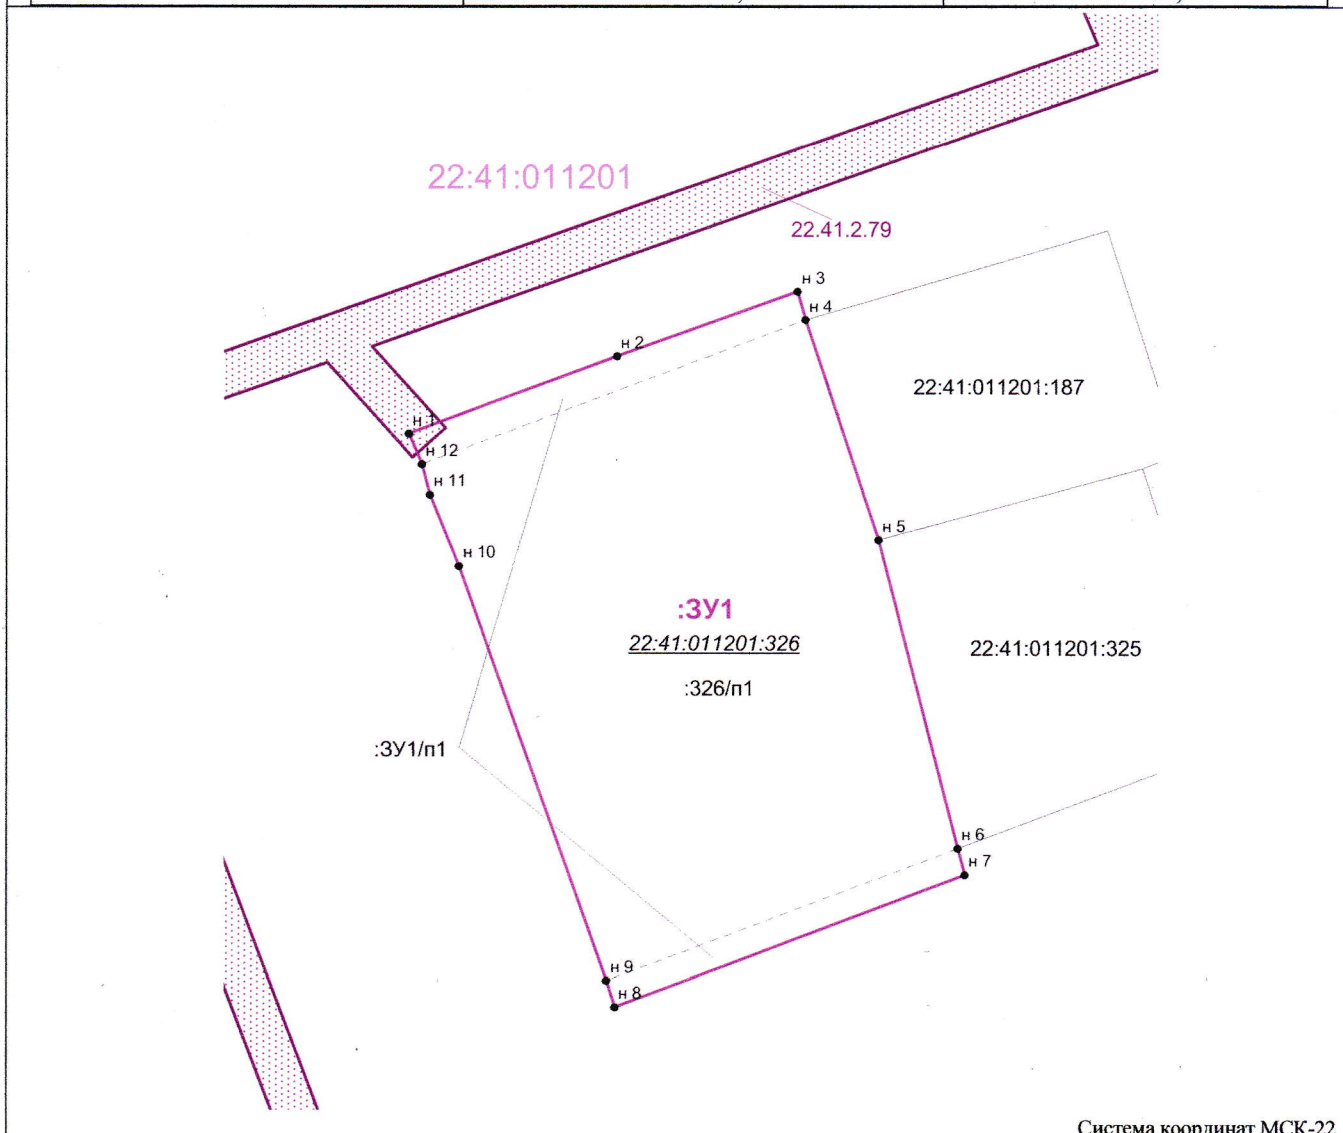 22:41:011201
22.41.2.79
н 3
н 4
н 2
22:41:011201:187
н 1
н 12
н 11
н 5
н 10
:ЗУ1
22:41:011201:326
22:41:011201:325
:326/п1
:ЗУ1/п1
н 6
н 7
н 9
н 8
Система координат МСК-22